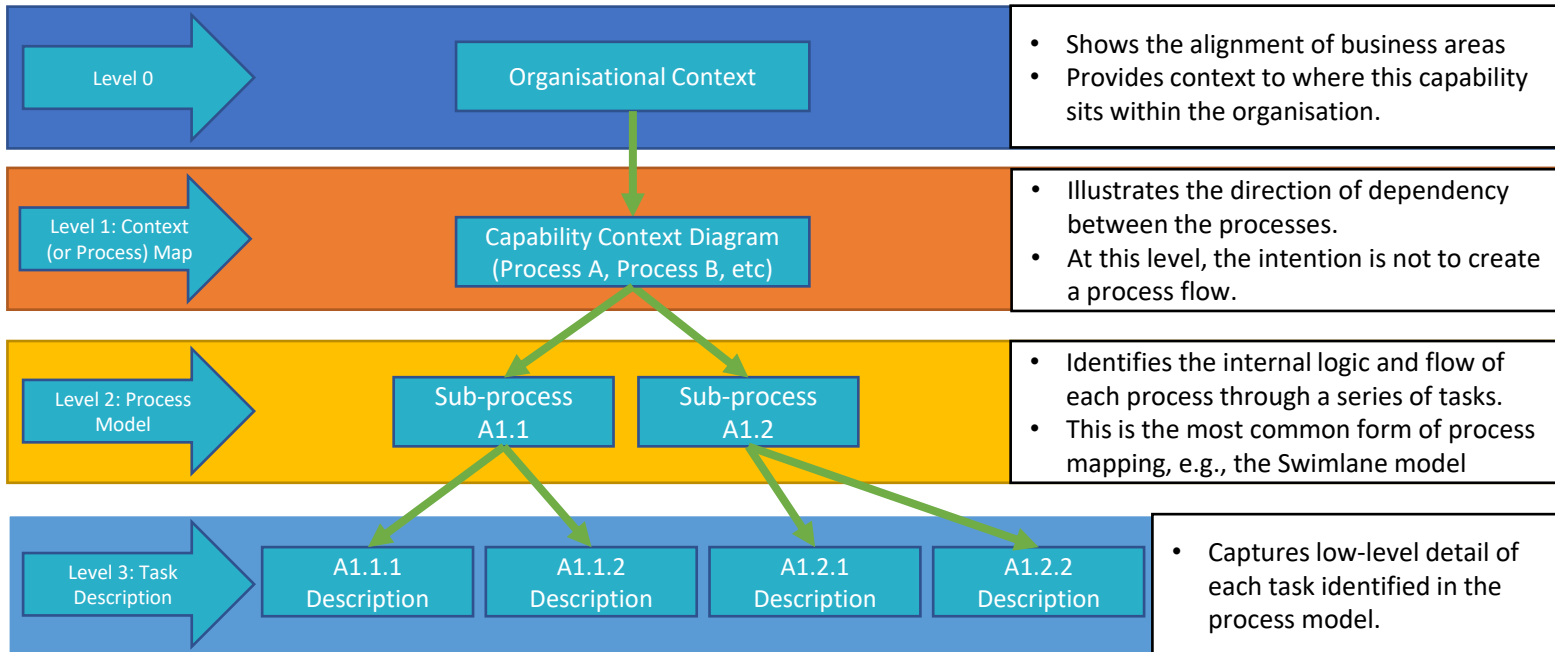 Level 0
Organisational Context
• Shows the alignment of business areas
• Provides context to where this capability
sits within the organisation.
Level 1: Context
(or Process) Map
Capability Context Diagram
(Process A, Process B, etc)
• Illustrates the direction of dependency
between the processes.
• At this level, the intention is not to create
a process flow.
Level 2: Process
Model
Sub-process
A1.1
Sub-process
A1.2
• Identifies the internal logic and flow of
each process through a series of tasks.
• This is the most common form of process
mapping, e.g., the Swimlane model
Level 3: Task
Description
A1.1.1
Description
A1.1.2
Description
A1.2.1
Description
A1.2.2
Description
• Captures low-level detail of
each task identified in the
process model.